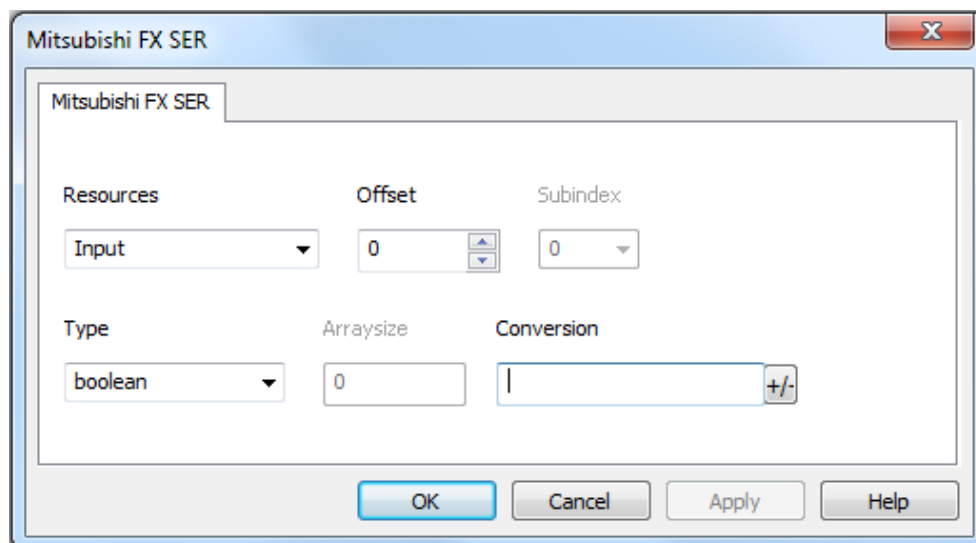 Mitsubishi FX SER
x
Mitsubishi FX SER
Resources Offset Subindex
Input 0 0
Type Arraysize Conversion
boolean 0 +/-
OK Cancel Apply Help